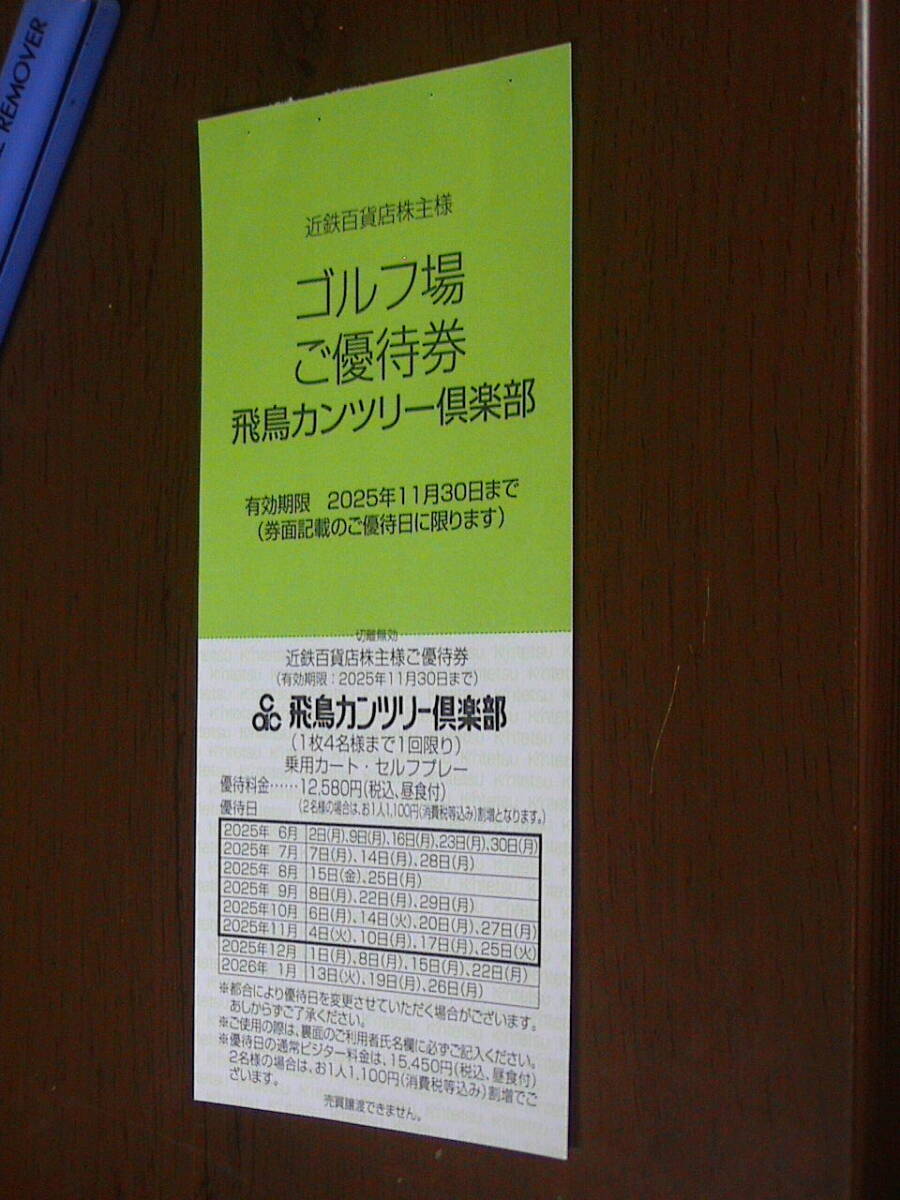 REMOVER
近鉄百貨店株主様
ゴルフ場
ご優待券
飛鳥カンツリー倶楽部
有効期限 2025年11月30日まで
(券面記載のご優待日に限ります)
切離無効
近鉄百貨店株主様ご優待券
(有効期限:2025年11月30日まで)
飛鳥カンツリー倶楽部
(1枚4名様まで1回限り)
乗用カート・セルフプレー
優待料金……12,580円(税込、昼食付)
優待日 (2名様の場合は、お1人1,100円(消費税等込み)割増となります。)
2025年 6月 2日(月)、9日(月)、16日(月)、23日(月)、30日(月)
2025年 7月 7日(月)、14日(月)、28日(月)
2025年 8月 15日(金)、25日(月)
2025年 9月 8日(月)、22日(月)、29日(月)
2025年10月 6日(月)、14日(火)、20日(月)、27日(月)
2025年11月 4日(火)、10日(月)、17日(月)、25日(火)
2025年12月 1日(月)、8日(月)、15日(月)、22日(月)
2026年 1月 13日(火)、19日(月)、26日(月)
※都合により優待日を変更させていただく場合がございます。
あしからずご了承ください。
※ご使用の際は、裏面のご利用者氏名欄に必ずご記入ください。
※優待日の通常ビジター料金は、15,450円(税込、昼食付)
2名様の場合は、お1人1,100円(消費税等込み)割増でご
ざいます。
売買譲渡できません。